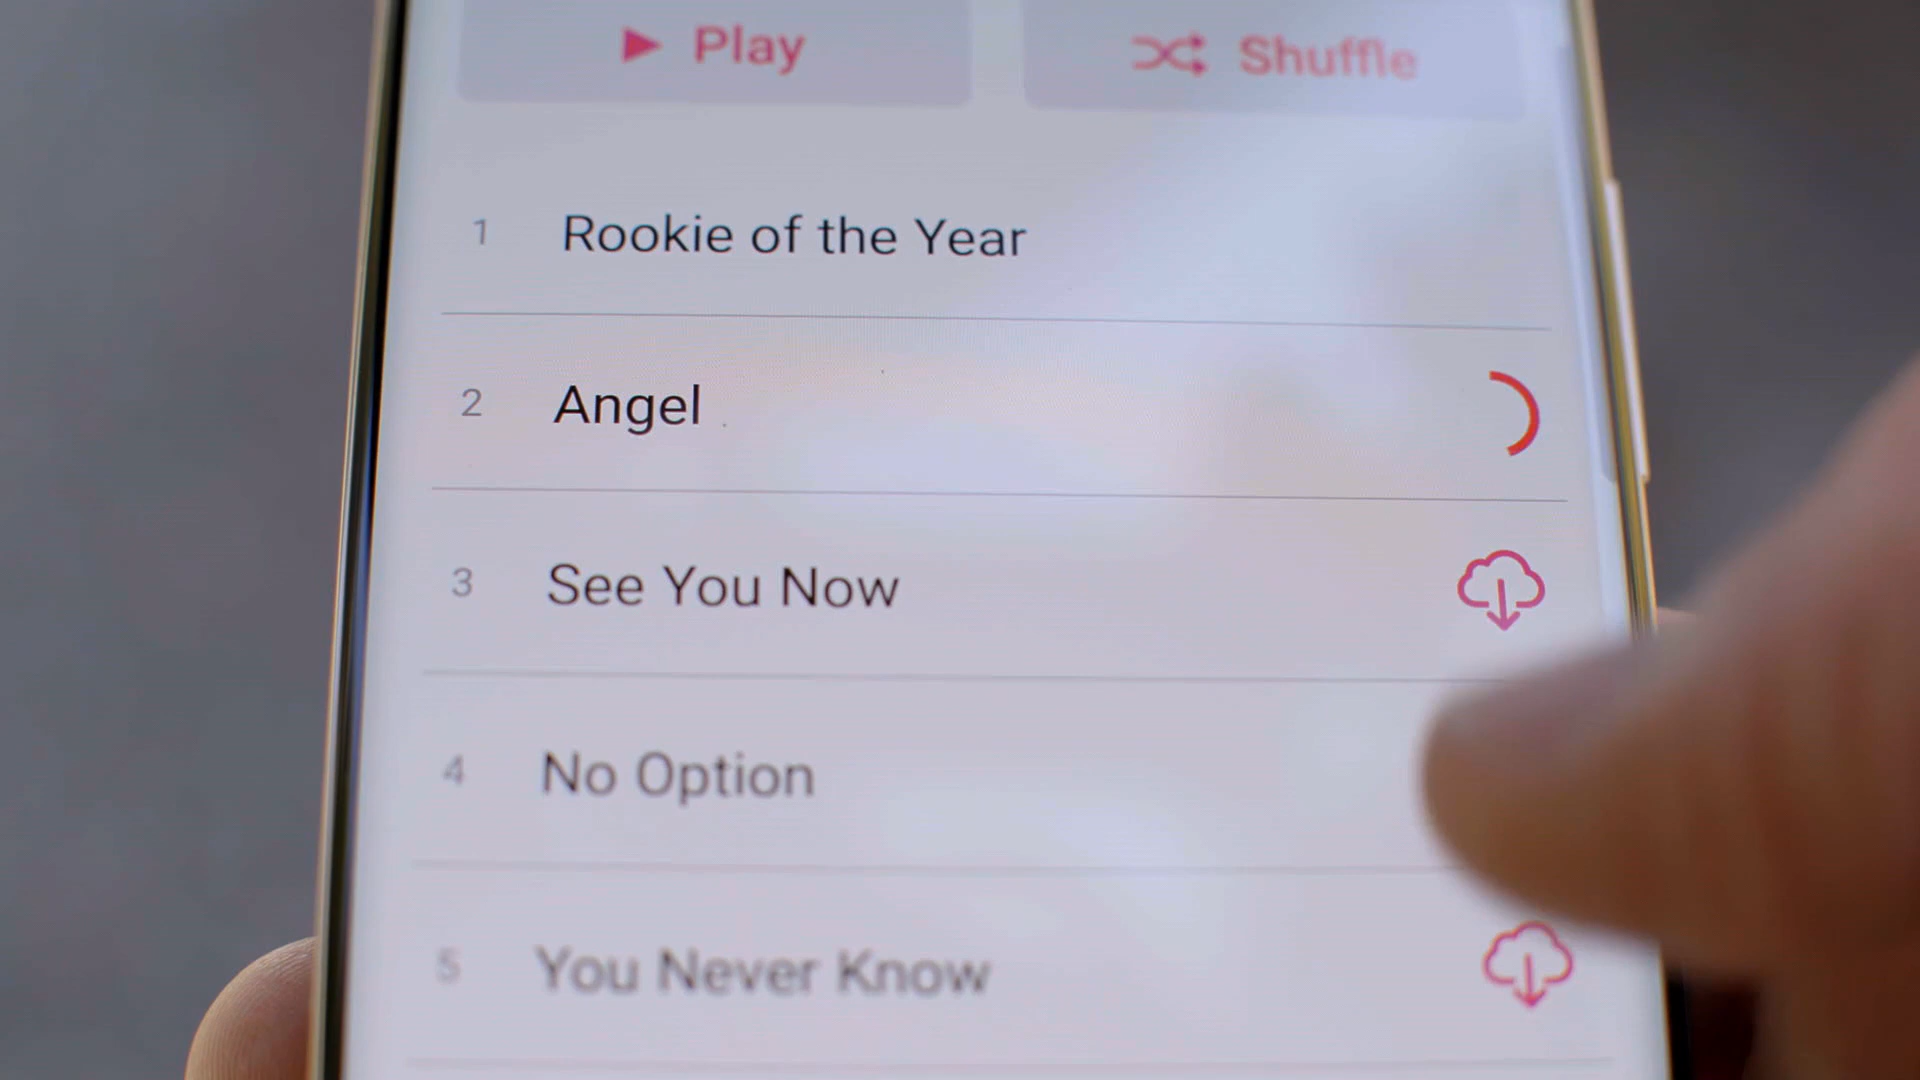 Play
Shuffle
1 Rookie of the Year
2 Angel
3 See You Now
4 No Option
5 You Never Know